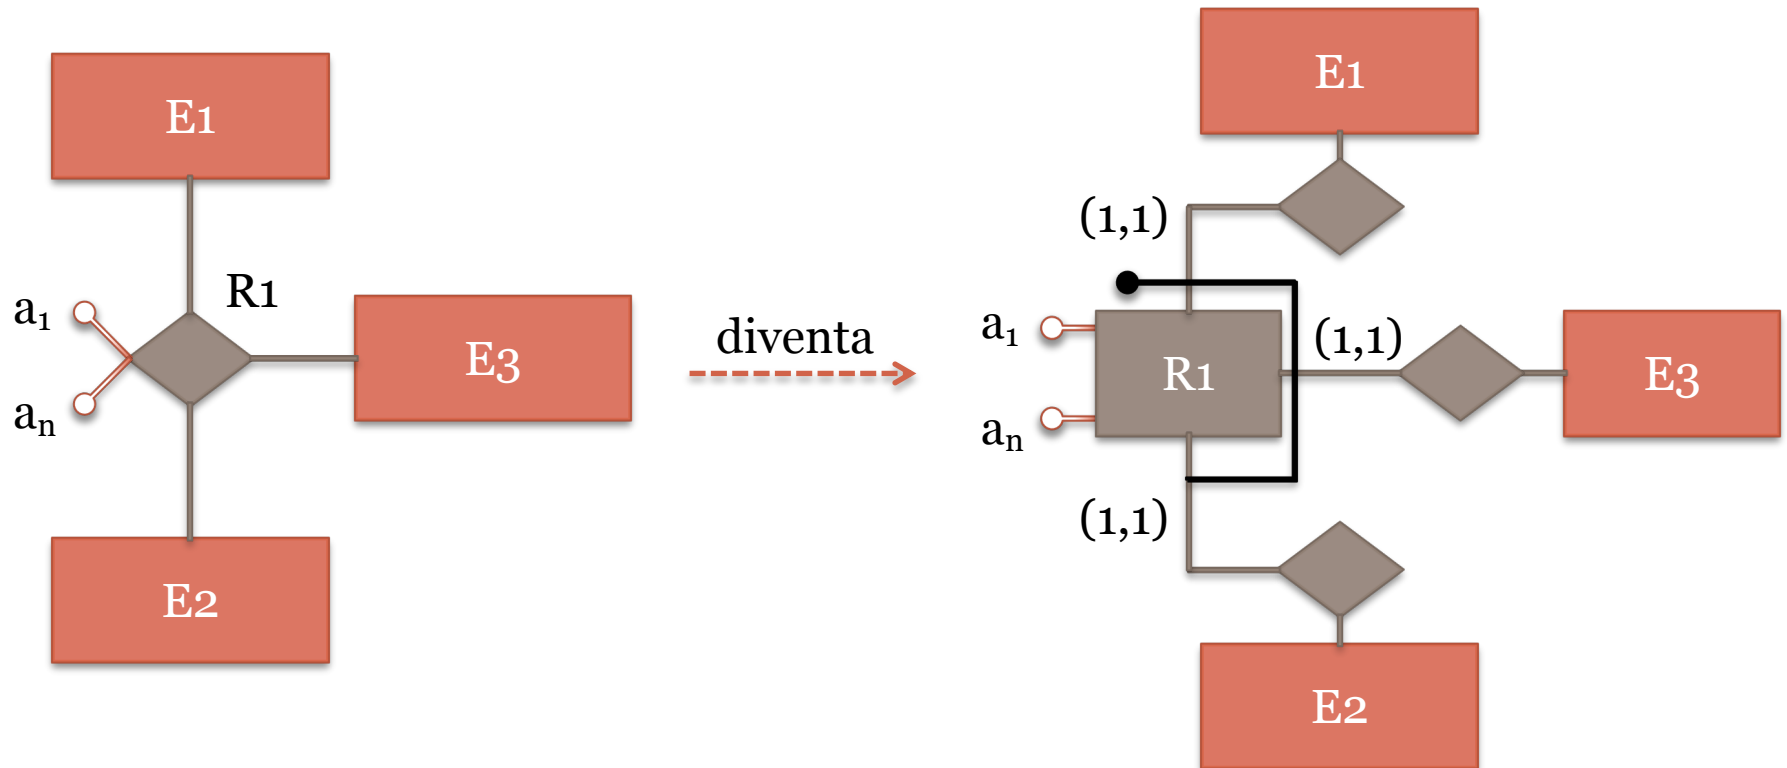 E1
R1
a₁
aₙ
E3
E2
diventa
E1
(1,1)
a₁
aₙ
R1
(1,1)
E3
(1,1)
E2